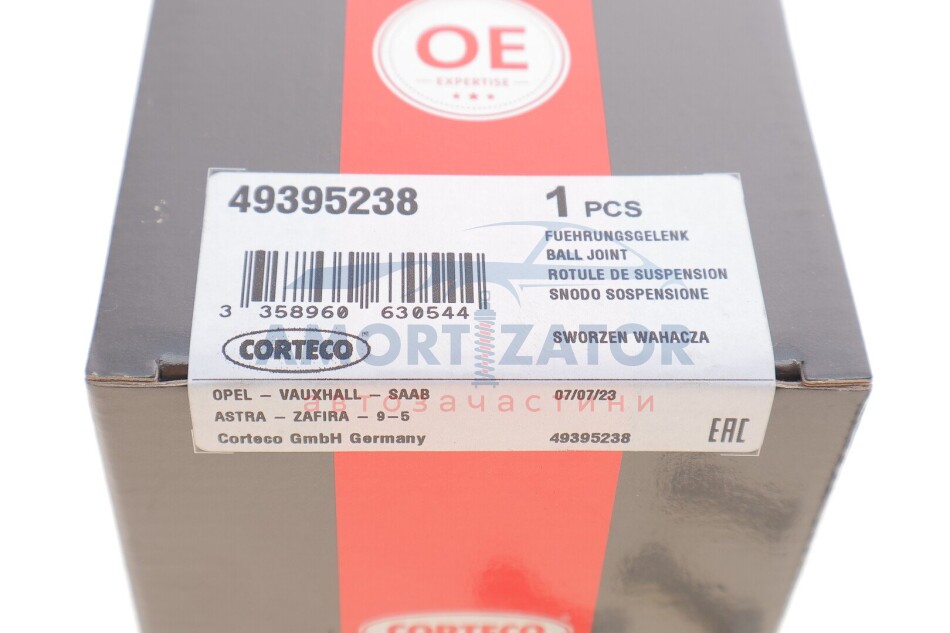 OE
EXPERTISE
49395238
1 PCS
FUEHRUNGSGELENK
BALL JOINT
ROTULE DE SUSPENSION
SNODO SOSPENSIONE
3 358960 630544
SWORZEN WAHACZA
CORTECO
AMORTIZATOR
автозапчастини
OPEL - VAUXHALL - SAAB
07/07/23
ASTRA - ZAFIRA - 9-5
Corteco GmbH Germany
49395238
EAC
CORTECO